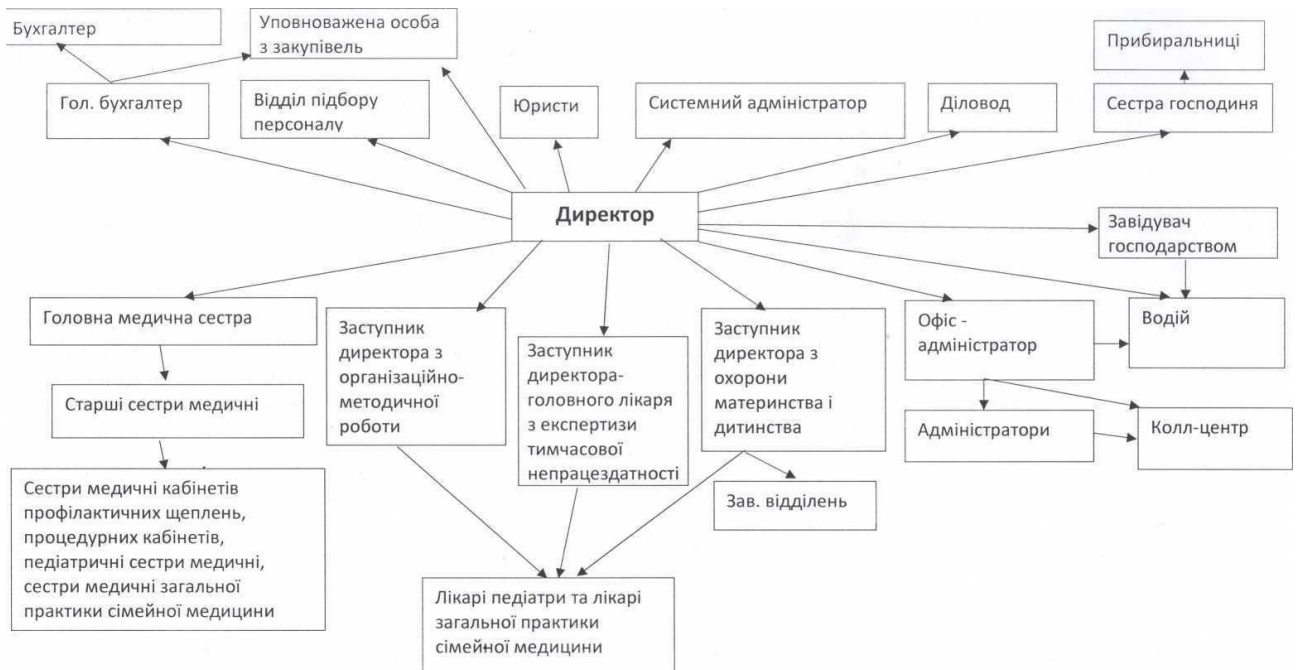 Бухгалтер
Уповноважена особа
з закупівель
Прибиральниці
Гол. бухгалтер
Відділ підбору
персоналу
Юристи
Системний адміністратор
Діловод
Сестра господиня
Директор
Завідувач
господарством
Головна медична сестра
Заступник
директора з
організаційно-
методичної
роботи
Заступник
директора-
головного лікаря
з експертизи
тимчасової
непрацездатності
Заступник
директора з
охорони
материнства і
дитинства
Офіс -
адміністратор
Водій
Старші сестри медичні
Адміністратори
Колл-центр
Сестри медичні кабінетів
профілактичних щеплень,
процедурних кабінетів,
педіатричні сестри медичні,
сестри медичні загальної
практики сімейної медицини
Зав. відділень
Лікарі педіатри та лікарі
загальної практики
сімейної медицини